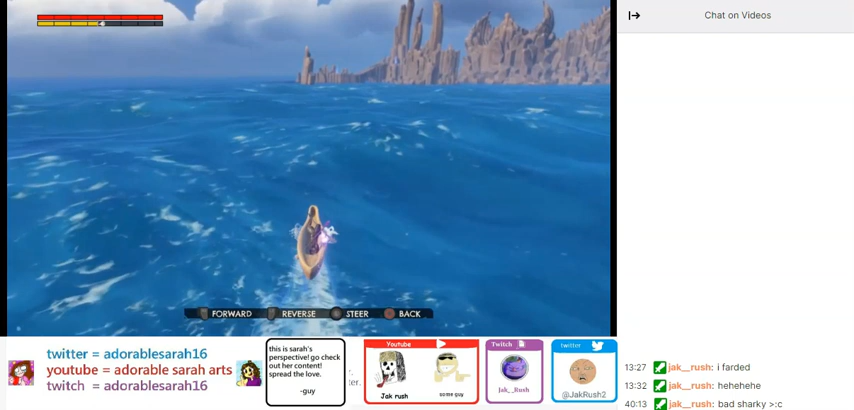 Chat on Videos
FORWARD
REVERSE
STEER
BACK
twitter = adorablesarah16
youtube = adorable sarah arts
twitch = adorablesarah16
this is sarah's
perspective! go check
out her content!
spread the love.
-guy
ter.
Youtube
Jak rush
some guy
Twitch
Jak_Rush
twitter
@JakRush2
13:27 jak__rush: i farded
13:32 jak__rush: hehehehe
40:13 jak__rush: bad sharky >:c